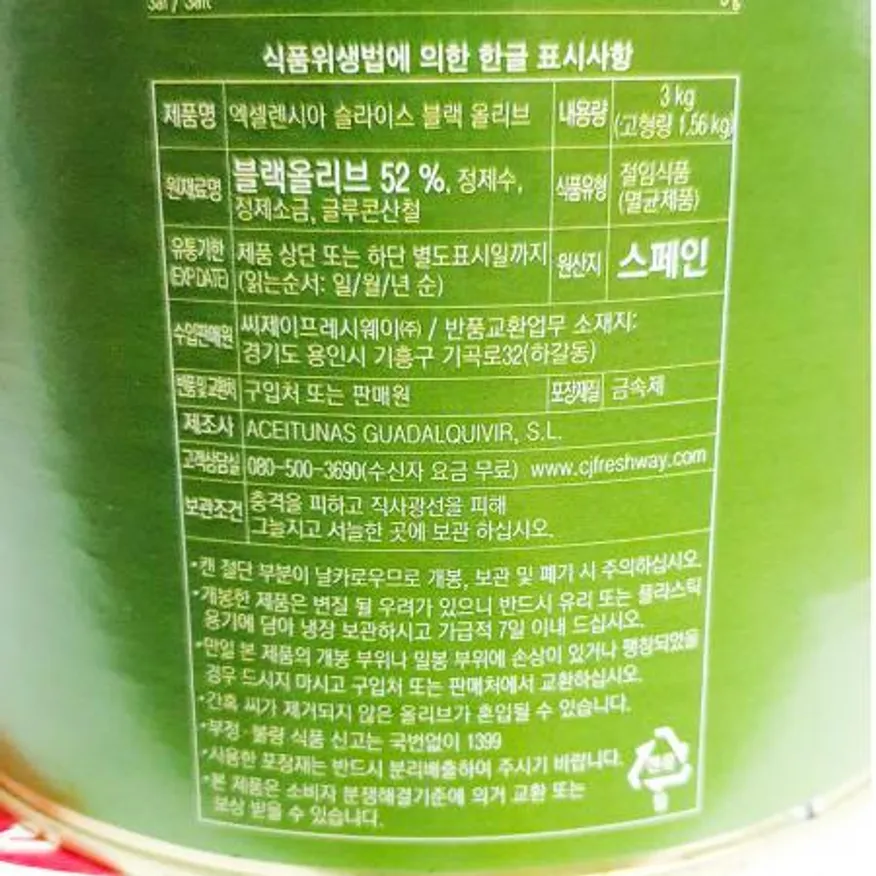 Sal / Salt 3g
식품위생법에 의한 한글 표시사항
제품명 엑셀렌시아 슬라이스 블랙 올리브 내용량 3 kg
(고형량 1.56 kg)
원재료명 블랙올리브 52 %, 정제수,
정제소금, 글루콘산철
식품유형 절임식품
(멸균제품)
유통기한
(EXP.DATE)
제품 상단 또는 하단 별도표시일까지
(읽는순서: 일/월/년 순)
원산지 스페인
수입판매원 씨제이프레시웨이㈜ / 반품교환업무 소재지:
경기도 용인시 기흥구 기곡로32(하갈동)
반품및교환처 구입처 또는 판매원 포장재질 금속제
제조사 ACEITUNAS GUADALQUIVIR, S.L.
고객상담실 080-500-3690(수신자 요금 무료) www.cjfreshway.com
보관조건 충격을 피하고 직사광선을 피해
그늘지고 서늘한 곳에 보관 하십시오.
•캔 절단 부분이 날카로우므로 개봉, 보관 및 폐기 시 주의하십시오.
•개봉한 제품은 변질 될 우려가 있으니 반드시 유리 또는 플라스틱
용기에 담아 냉장 보관하시고 가급적 7일 이내 드십시오.
•만일 본 제품의 개봉 부위나 밀봉 부위에 손상이 있거나 팽창되었을
경우 드시지 마시고 구입처 또는 판매처에서 교환하십시오.
•간혹 씨가 제거되지 않은 올리브가 혼입될 수 있습니다.
•부정·불량 식품 신고는 국번없이 1399
•사용한 포장재는 반드시 분리배출하여 주시기 바랍니다.
•본 제품은 소비자 분쟁해결기준에 의거 교환 또는
보상 받을 수 있습니다.
캔류